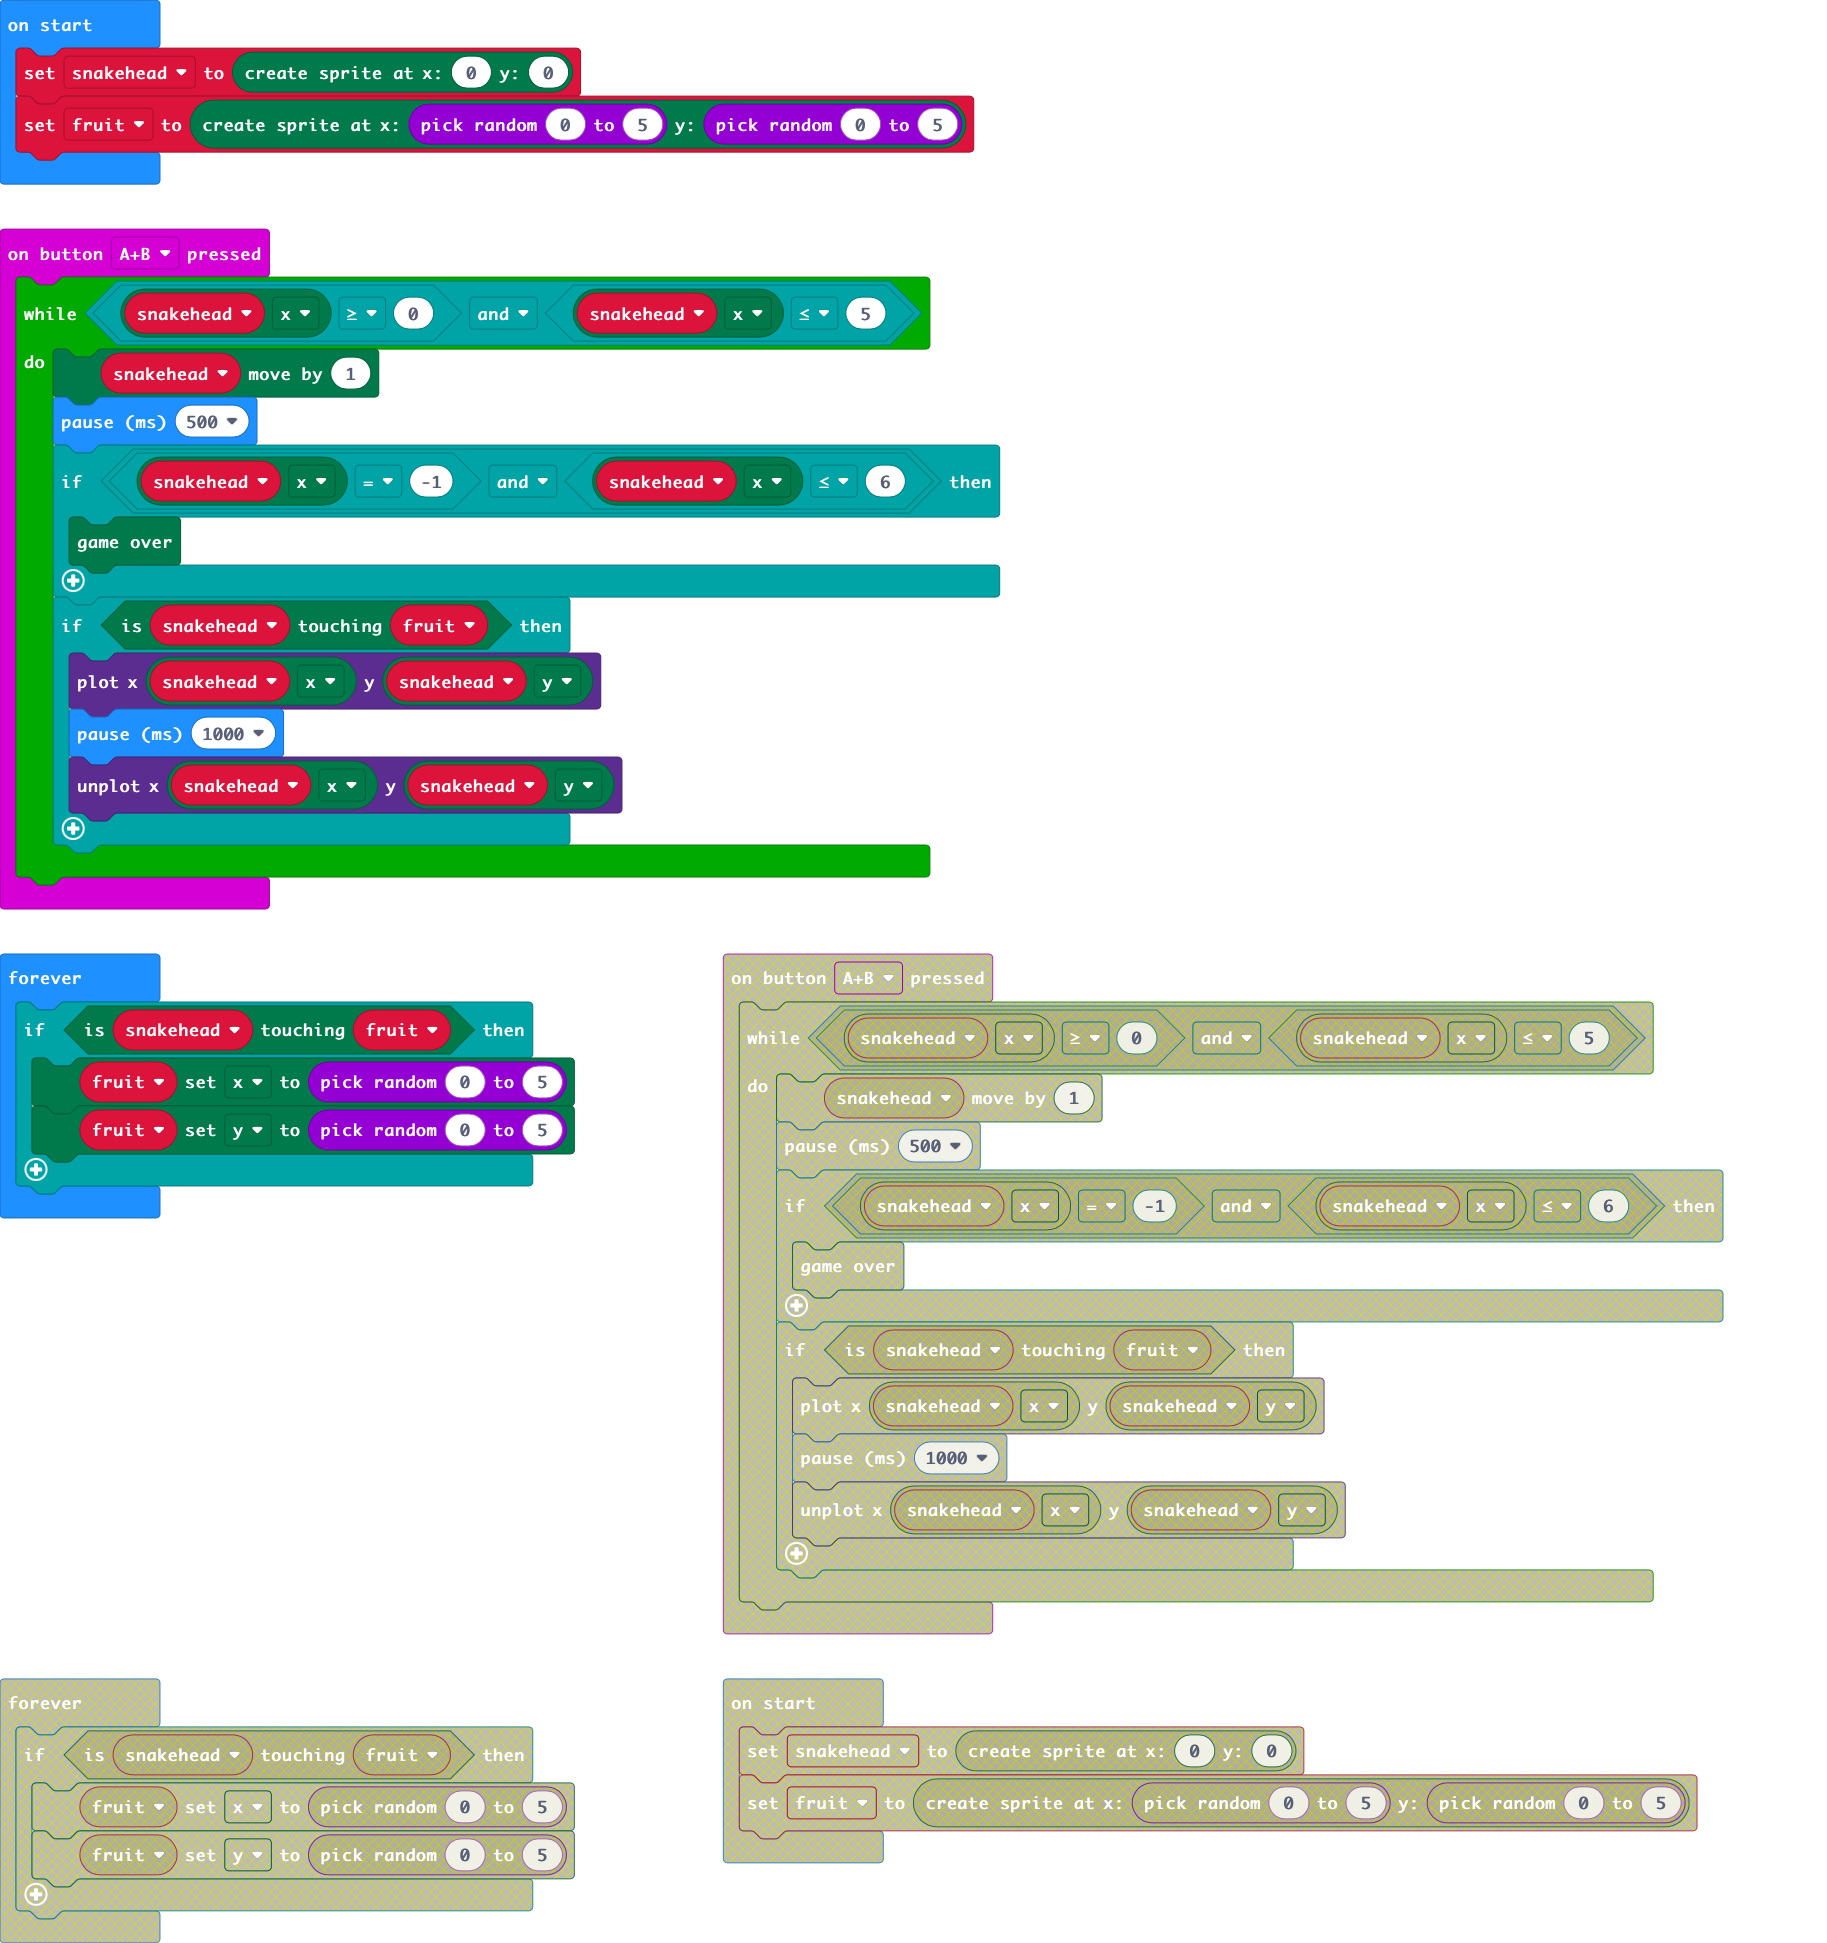 on start
set snakehead to create sprite at x: 0 y: 0
set fruit to create sprite at x: pick random 0 to 5 y: pick random 0 to 5
on button A+B pressed
while snakehead x ≥ 0 and snakehead x ≤ 5
do
snakehead move by 1
pause (ms) 500
if snakehead x = -1 and snakehead x ≤ 6 then
game over
if is snakehead touching fruit then
plot x snakehead x y snakehead y
pause (ms) 1000
unplot x snakehead x y snakehead y
forever
if is snakehead touching fruit then
fruit set x to pick random 0 to 5
fruit set y to pick random 0 to 5
on button A+B pressed
while snakehead x ≥ 0 and snakehead x ≤ 5
do
snakehead move by 1
pause (ms) 500
if snakehead x = -1 and snakehead x ≤ 6 then
game over
if is snakehead touching fruit then
plot x snakehead x y snakehead y
pause (ms) 1000
unplot x snakehead x y snakehead y
forever
if is snakehead touching fruit then
fruit set x to pick random 0 to 5
fruit set y to pick random 0 to 5
on start
set snakehead to create sprite at x: 0 y: 0
set fruit to create sprite at x: pick random 0 to 5 y: pick random 0 to 5